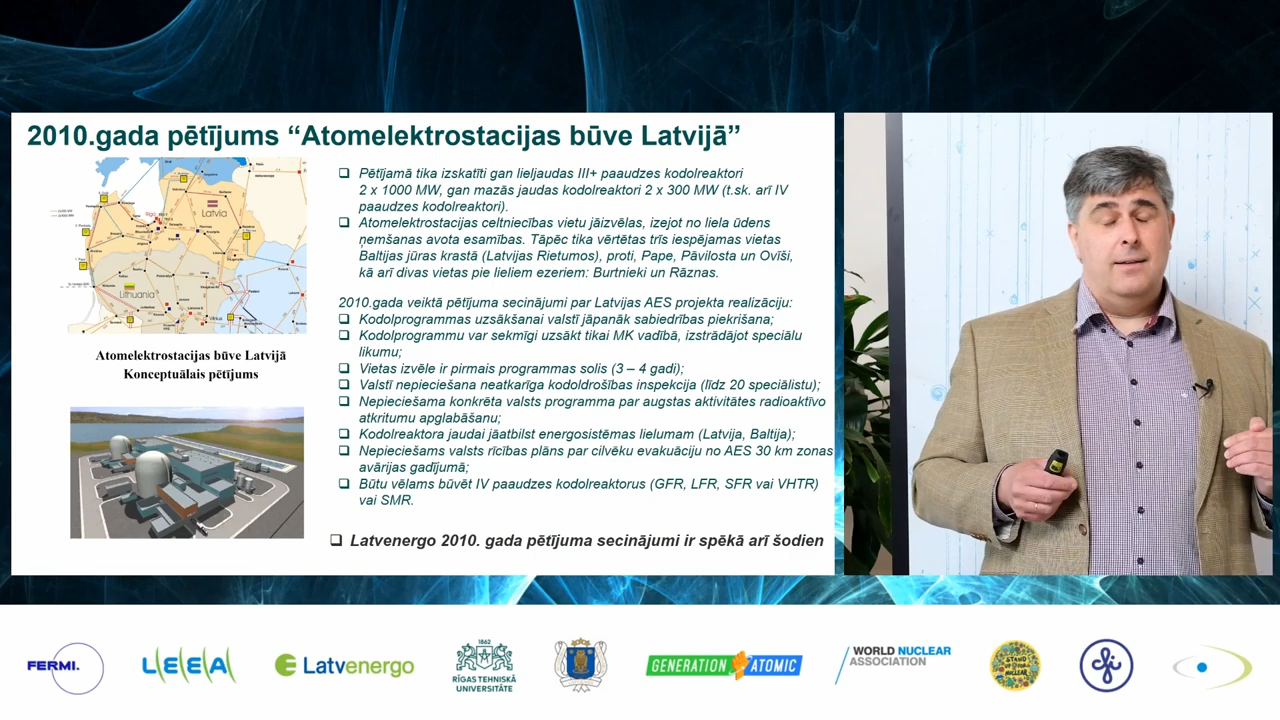 2010.gada pētījums “Atomelektrostacijas būve Latvijā”
Latvia
Lithuania
Atomelektrostacijas būve Latvijā
Konceptuālais pētījums
❑ Pētījamā tika izskatīti gan lieljaudas III+ paaudzes kodolreaktori
2 x 1000 MW, gan mazās jaudas kodolreaktori 2 x 300 MW (t.sk. arī IV
paaudzes kodolreaktori).
❑ Atomelektrostacijas celtniecības vietu jāizvēlas, izejot no liela ūdens
ņemšanas avota esamības. Tāpēc tika vērtētas trīs iespējamas vietas
Baltijas jūras krastā (Latvijas Rietumos), proti, Pape, Pāvilosta un Ovīši,
kā arī divas vietas pie lieliem ezeriem: Burtnieki un Rāznas.
2010.gada veiktā pētījuma secinājumi par Latvijas AES projekta realizāciju:
❑ Kodolprogrammas uzsākšanai valstī jāpanāk sabiedrības piekrišana;
❑ Kodolprogrammu var sekmīgi uzsākt tikai MK vadībā, izstrādājot speciālu
likumu;
❑ Vietas izvēle ir pirmais programmas solis (3 – 4 gadi);
❑ Valstī nepieciešana neatkarīga kodoldrošības inspekcija (līdz 20 speciālistu);
❑ Nepieciešama konkrēta valsts programma par augstas aktivitātes radioaktīvo
atkritumu apglabāšanu;
❑ Kodolreaktora jaudai jāatbilst energosistēmas lielumam (Latvija, Baltija);
❑ Nepieciešams valsts rīcības plāns par cilvēku evakuāciju no AES 30 km zonas
avārijas gadījumā;
❑ Būtu vēlams būvēt IV paaudzes kodolreaktorus (GFR, LFR, SFR vai VHTR)
vai SMR.
❑ Latvenergo 2010. gada pētījuma secinājumi ir spēkā arī šodien
FERMI.
LEEA
Latvenergo
1862
RĪGAS TEHNISKĀ
UNIVERSITĀTE
GENERATION ATOMIC
WORLD NUCLEAR
ASSOCIATION
STAND
UP FOR
NUCLEAR